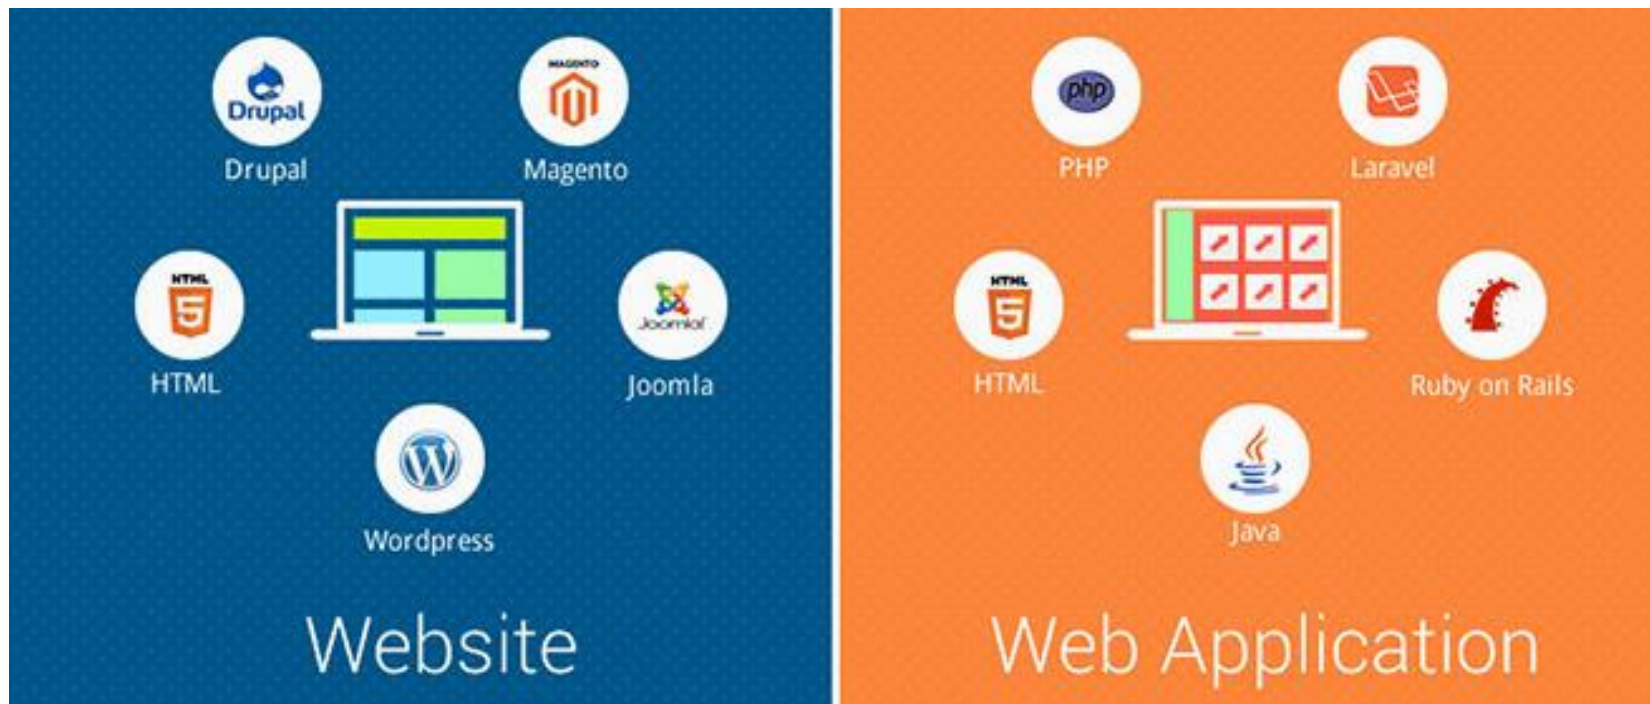 Drupal
Drupal
MAGENTO
Magento
HTML
5
HTML
Joomla!
Joomla
W
Wordpress
Website
php
PHP
Laravel
HTML
5
HTML
Ruby on Rails
Java
Web Application